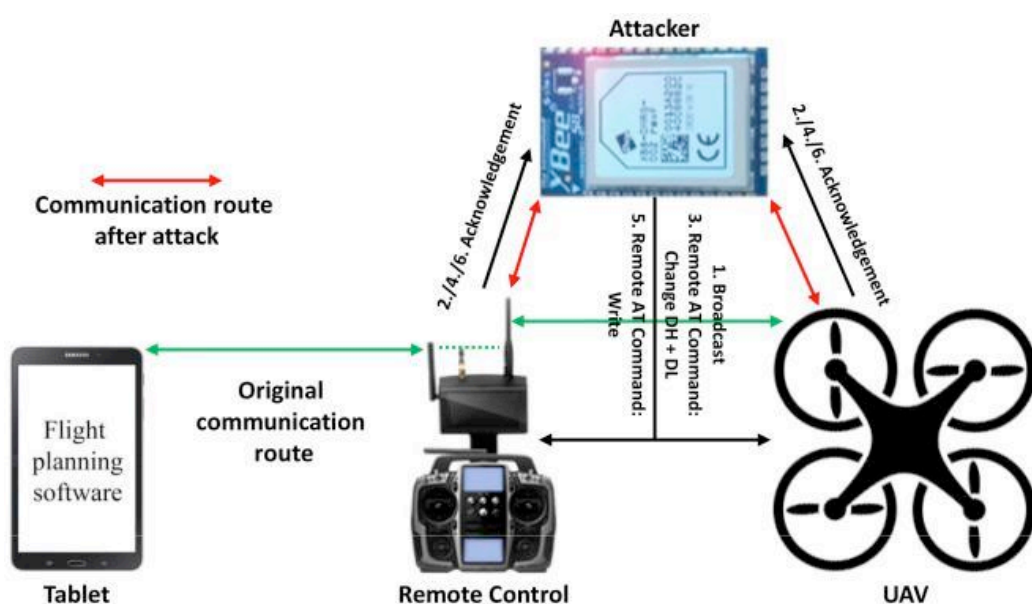 Attacker
XBee
2./4./6. Acknowledgement
2./4./6. Acknowledgement
Communication route
after attack
1. Broadcast
3. Remote AT Command:
Change DH + DL
5. Remote AT Command:
Write
SAMSUNG
Flight
planning
software
Original
communication
route
Tablet
Remote Control
UAV